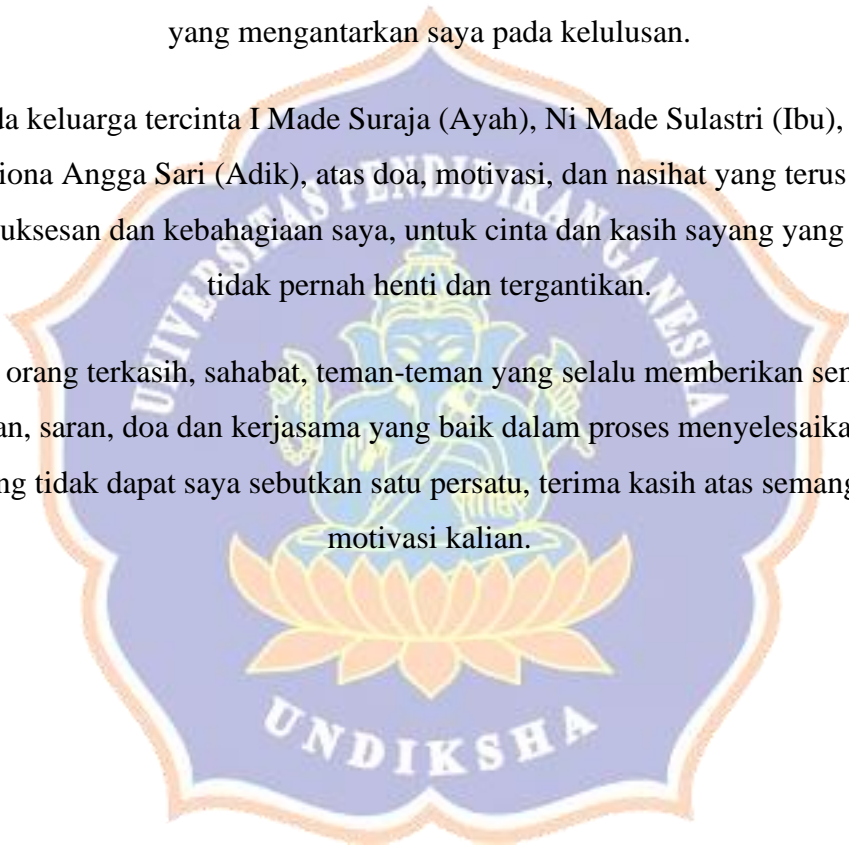 yang mengantarkan saya pada kelulusan.
da keluarga tercinta I Made Suraja (Ayah), Ni Made Sulastri (Ibu),
iona Angga Sari (Adik), atas doa, motivasi, dan nasihat yang terus
uksesan dan kebahagiaan saya, untuk cinta dan kasih sayang yang
tidak pernah henti dan tergantikan.
orang terkasih, sahabat, teman-teman yang selalu memberikan
an, saran, doa dan kerjasama yang baik dalam proses menyelesaika
ng tidak dapat saya sebutkan satu persatu, terima kasih atas semang
motivasi kalian.
UNIVERSITAS PENDIDIKAN GANESHA
UNDIKSHA